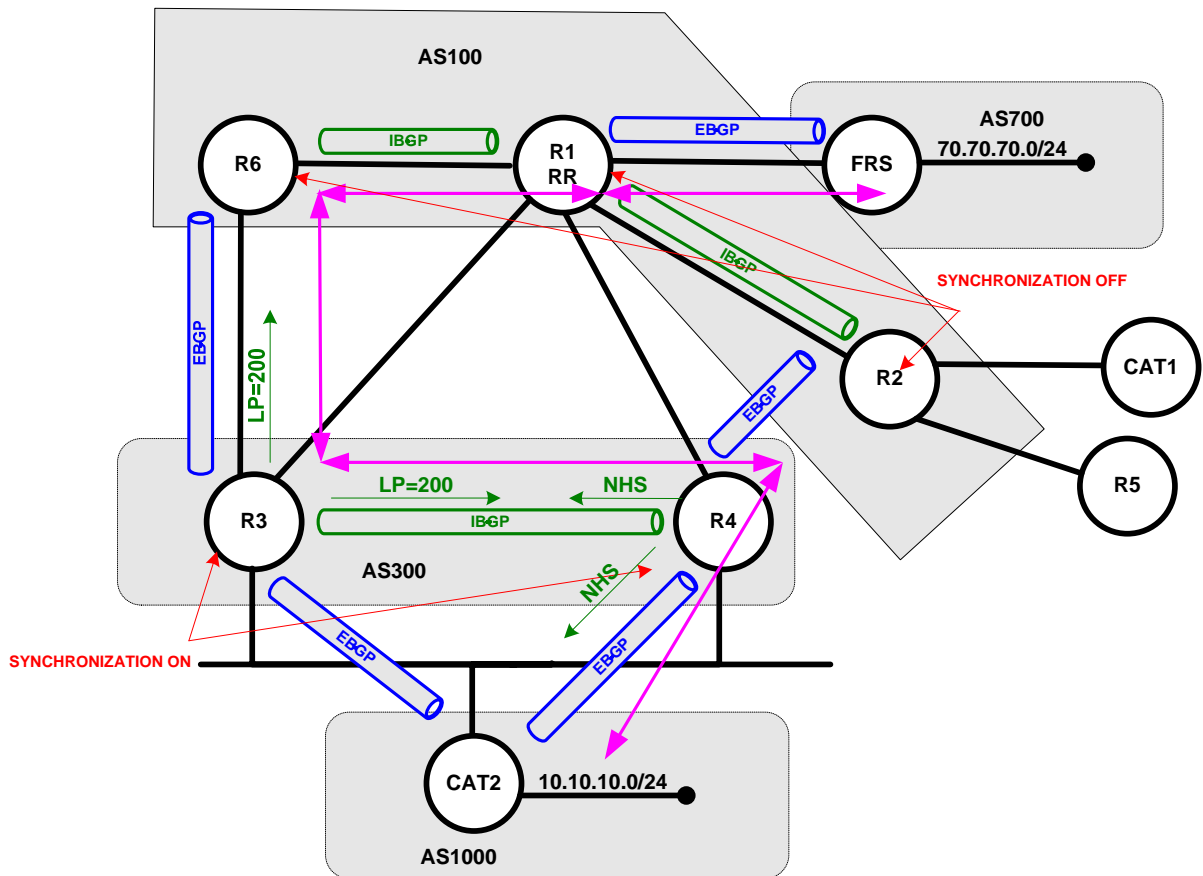 AS100
AS700
70.70.70.0/24
R6
IBGP
R1
RR
EBGP
FRS
IBGP
SYNCHRONIZATION OFF
EBGP
LP=200
EBGP
R2
CAT1
R5
LP=200
NHS
R3
IBGP
R4
AS300
NHS
EBGP
EBGP
SYNCHRONIZATION ON
CAT2
10.10.10.0/24
AS1000